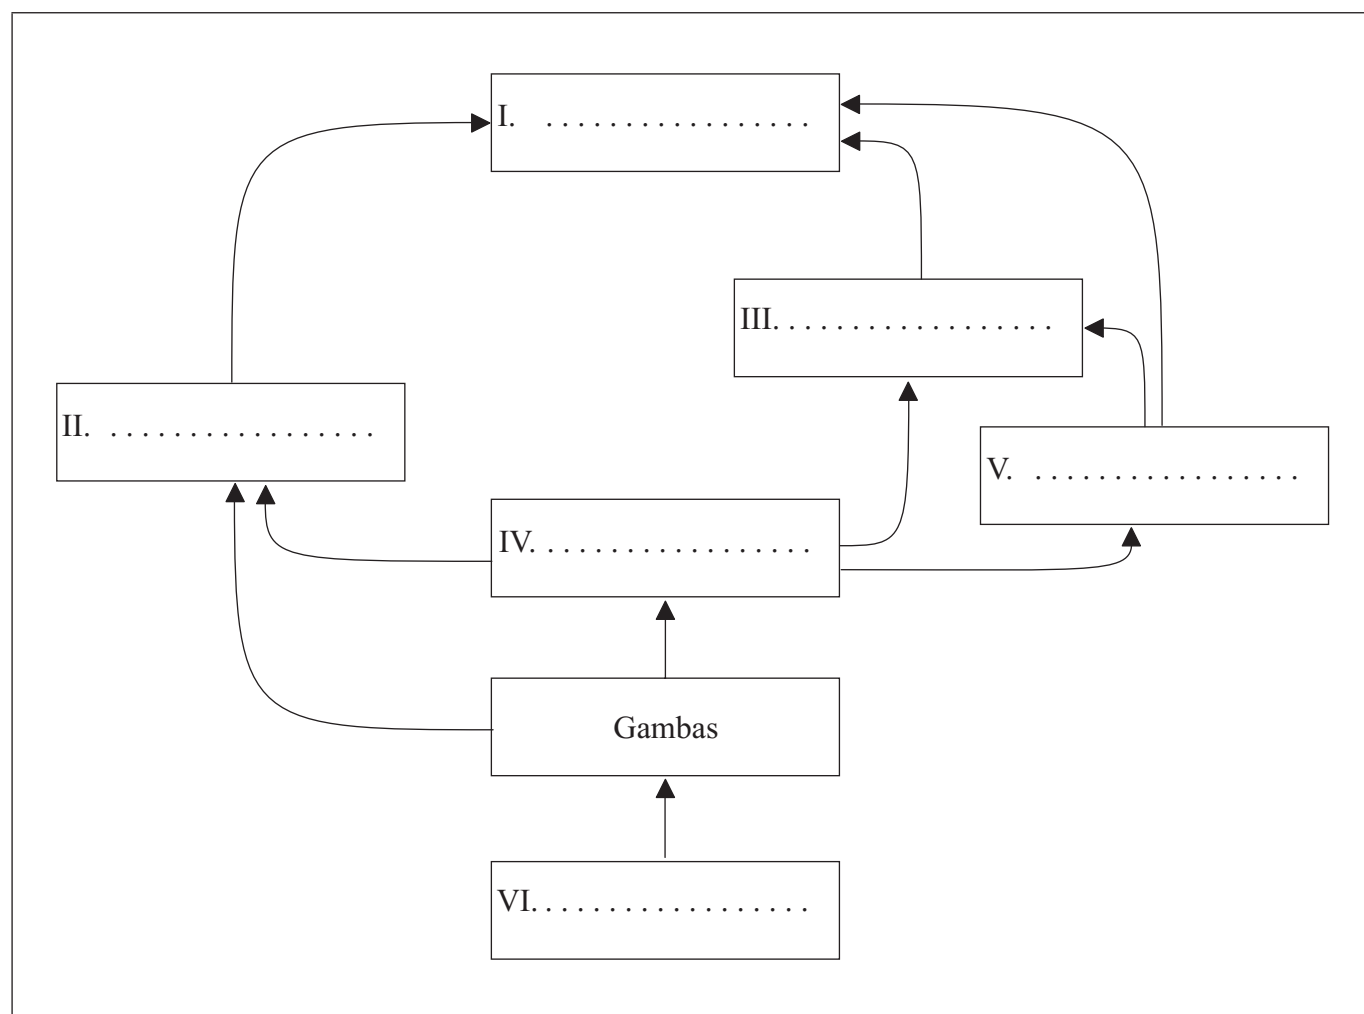 I. . . . . . . . . . . . . . . . . .
III. . . . . . . . . . . . . . . . . . .
II. . . . . . . . . . . . . . . . . .
V. . . . . . . . . . . . . . . . . .
IV. . . . . . . . . . . . . . . . . . .
Gambas
VI. . . . . . . . . . . . . . . . . . .